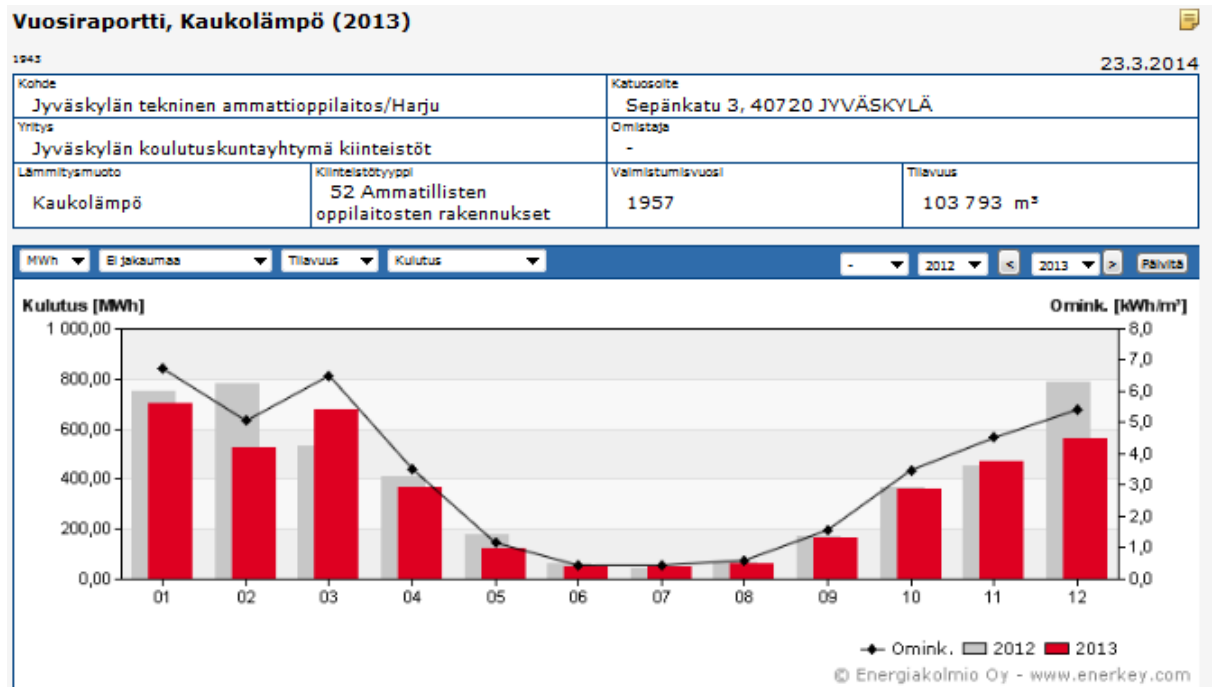 Vuosiraportti, Kaukolämpö (2013)
1943
23.3.2014
Kohde
Jyväskylän tekninen ammattioppilaitos/Harju
Katuosoite
Sepänkatu 3, 40720 JYVÄSKYLÄ
Yritys
Jyväskylän koulutuskuntayhtymä kiinteistöt
Omistaja
-
Lämmitysmuoto
Kaukolämpö
Kiinteistötyyppi
52 Ammatillisten
oppilaitosten rakennukset
Valmistumisvuosi
1957
Tilavuus
103 793 m³
MWh Ei jakaumaa Tilavuus Kulutus - 2012 < 2013 > Päivitä
Kulutus [MWh] Omink. [kWh/m³]
1 000,00
800,00
600,00
400,00
200,00
0,00
8,0
7,0
6,0
5,0
4,0
3,0
2,0
1,0
0,0
01 02 03 04 05 06 07 08 09 10 11 12
Omink. 2012 2013
© Energiakolmio Oy - www.enerkey.com